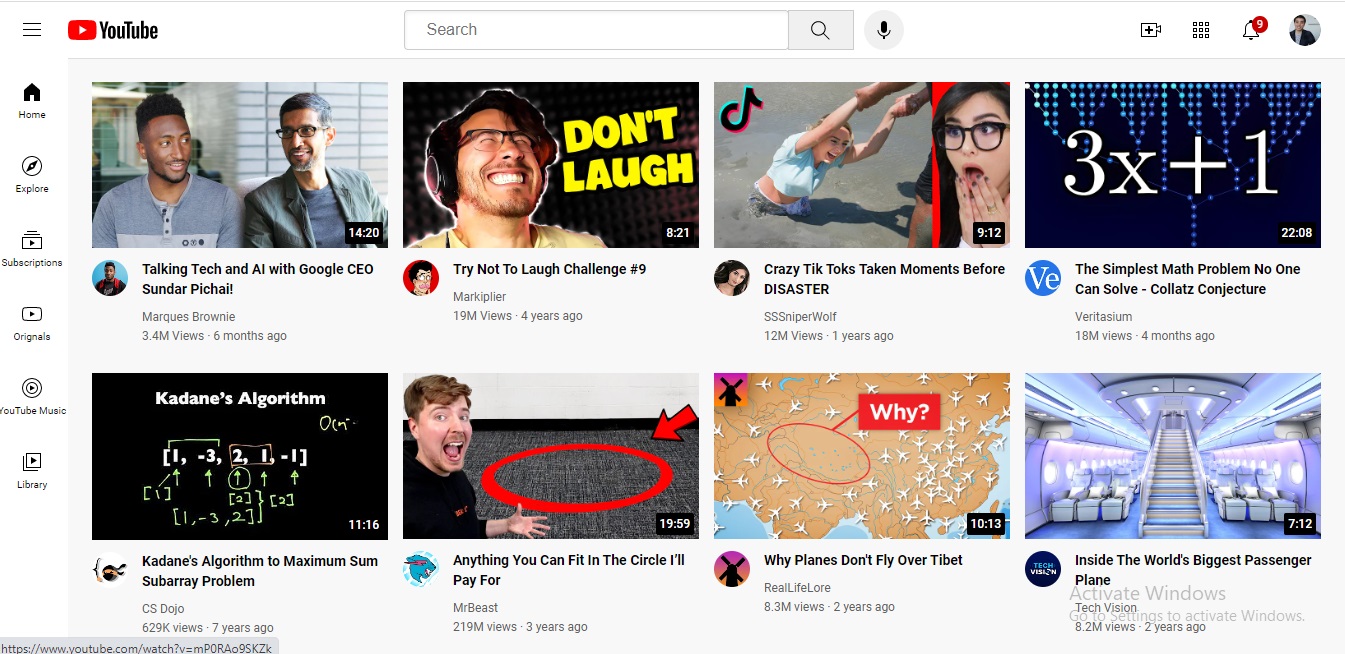 YouTube
Search
9
Home
Explore
Subscriptions
Orignals
YouTube Music
Library
14:20
Talking Tech and AI with Google CEO
Sundar Pichai!
Marques Brownie
3.4M Views · 6 months ago
DON'T
LAUGH
8:21
Try Not To Laugh Challenge #9
Markiplier
19M Views · 4 years ago
9:12
Crazy Tik Toks Taken Moments Before
DISASTER
SSSniperWolf
12M Views · 1 years ago
3x+1
22:08
Ve
The Simplest Math Problem No One
Can Solve - Collatz Conjecture
Veritasium
18M views · 4 months ago
Kadane's Algorithm
[1, -3, 2, 1, -1]
[1] [2] [2]
[1,-3,2]
11:16
Kadane's Algorithm to Maximum Sum
Subarray Problem
CS Dojo
629K views · 7 years ago
19:59
Anything You Can Fit In The Circle I'll
Pay For
MrBeast
219M views · 3 years ago
Why?
10:13
Why Planes Don't Fly Over Tibet
RealLifeLore
8.3M views · 2 years ago
7:12
TECH
VISION
Inside The World's Biggest Passenger
Plane
Tech Vision
8.2M views · 2 years ago
Activate Windows
Go to Settings to activate Windows.
https://www.youtube.com/watch?v=mP0RAo9SKZk